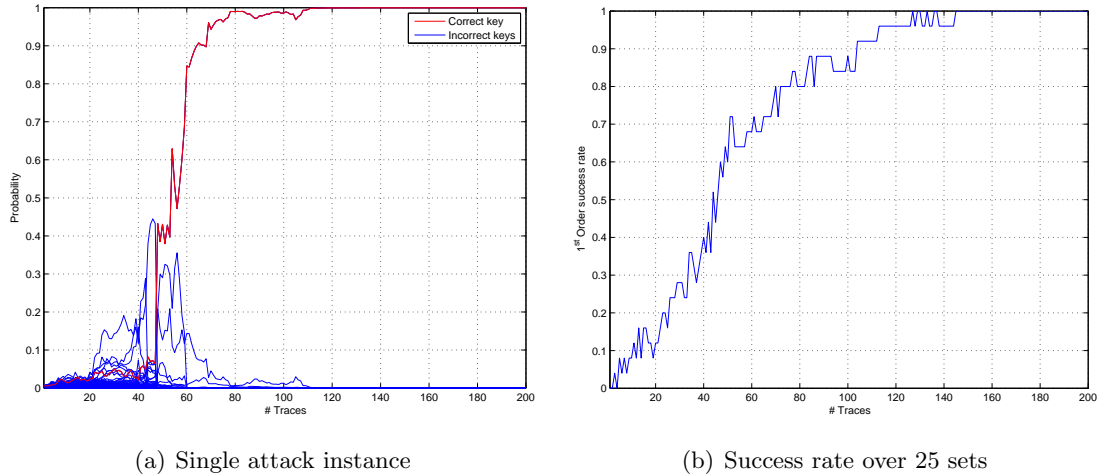 1
0.9
0.8
0.7
0.6
0.5
0.4
0.3
0.2
0.1
0
Probability
20 40 60 80 100 120 140 160 180 200
# Traces
Correct key
Incorrect keys
(a) Single attack instance
1
0.9
0.8
0.7
0.6
0.5
0.4
0.3
0.2
0.1
0
1st Order success rate
20 40 60 80 100 120 140 160 180 200
# Traces
(b) Success rate over 25 sets